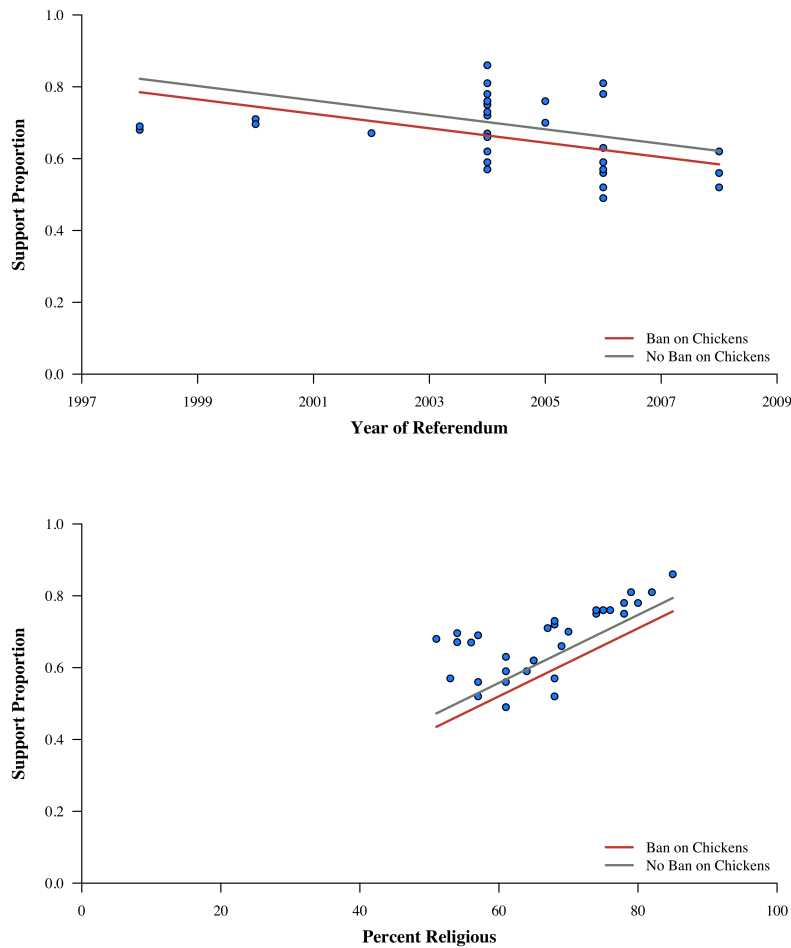 1.0
0.8
0.6
0.4
0.2
0.0
Support Proportion
Ban on Chickens
No Ban on Chickens
1997 1999 2001 2003 2005 2007 2009
Year of Referendum
1.0
0.8
0.6
0.4
0.2
0.0
Support Proportion
Ban on Chickens
No Ban on Chickens
0 20 40 60 80 100
Percent Religious